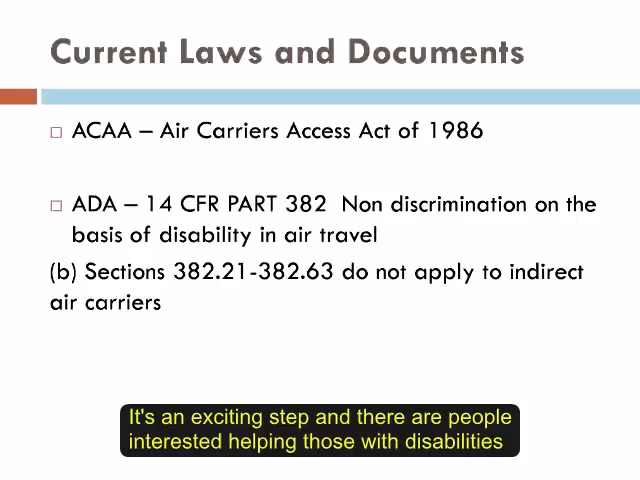 Current Laws and Documents
ACAA – Air Carriers Access Act of 1986
ADA – 14 CFR PART 382  Non discrimination on the
basis of disability in air travel
(b) Sections 382.21-382.63 do not apply to indirect
air carriers
It's an exciting step and there are people
interested helping those with disabilities